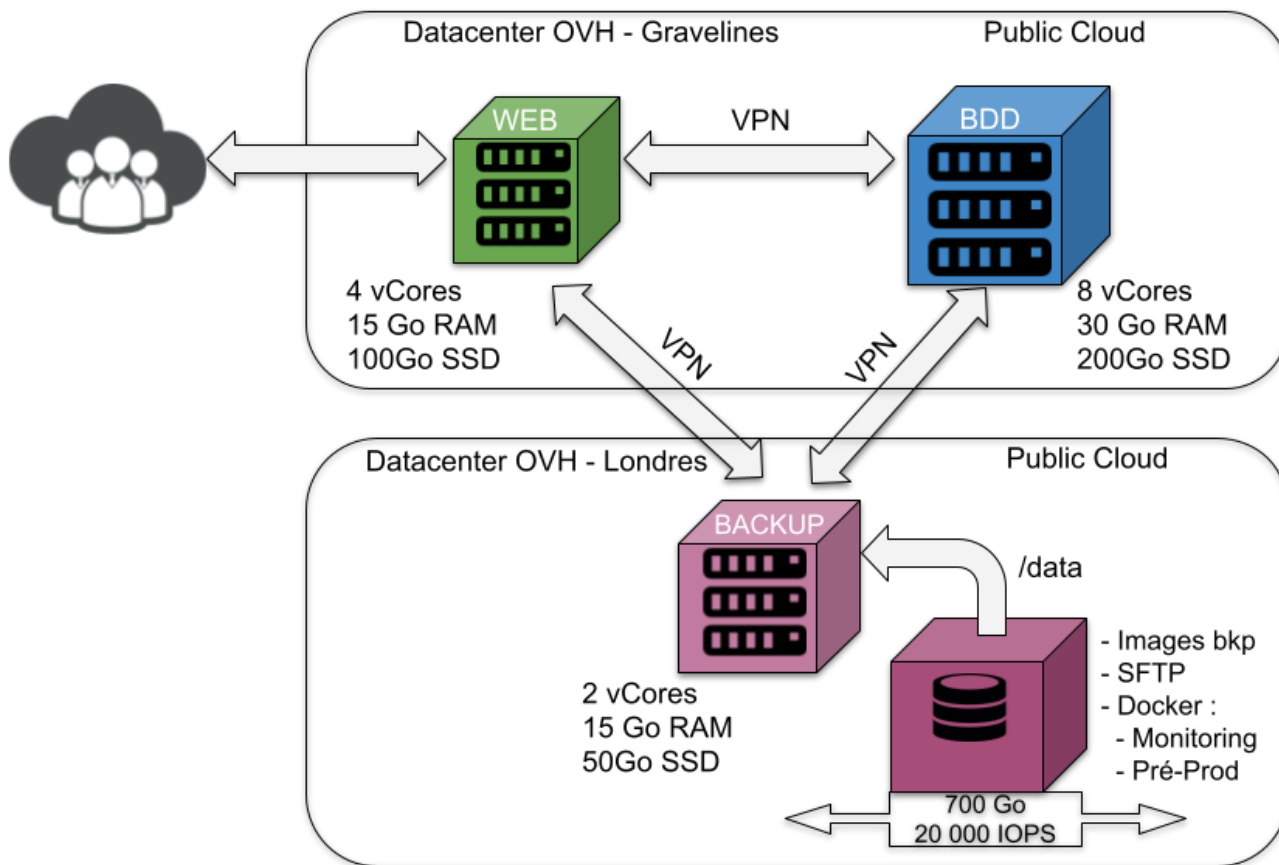 Datacenter OVH - Gravelines
Public Cloud
WEB
VPN
BDD
4 vCores
15 Go RAM
100Go SSD
8 vCores
30 Go RAM
200Go SSD
VPN
VPN
Datacenter OVH - Londres
Public Cloud
BACKUP
/data
2 vCores
15 Go RAM
50Go SSD
- Images bkp
- SFTP
- Docker :
- Monitoring
- Pré-Prod
700 Go
20 000 IOPS